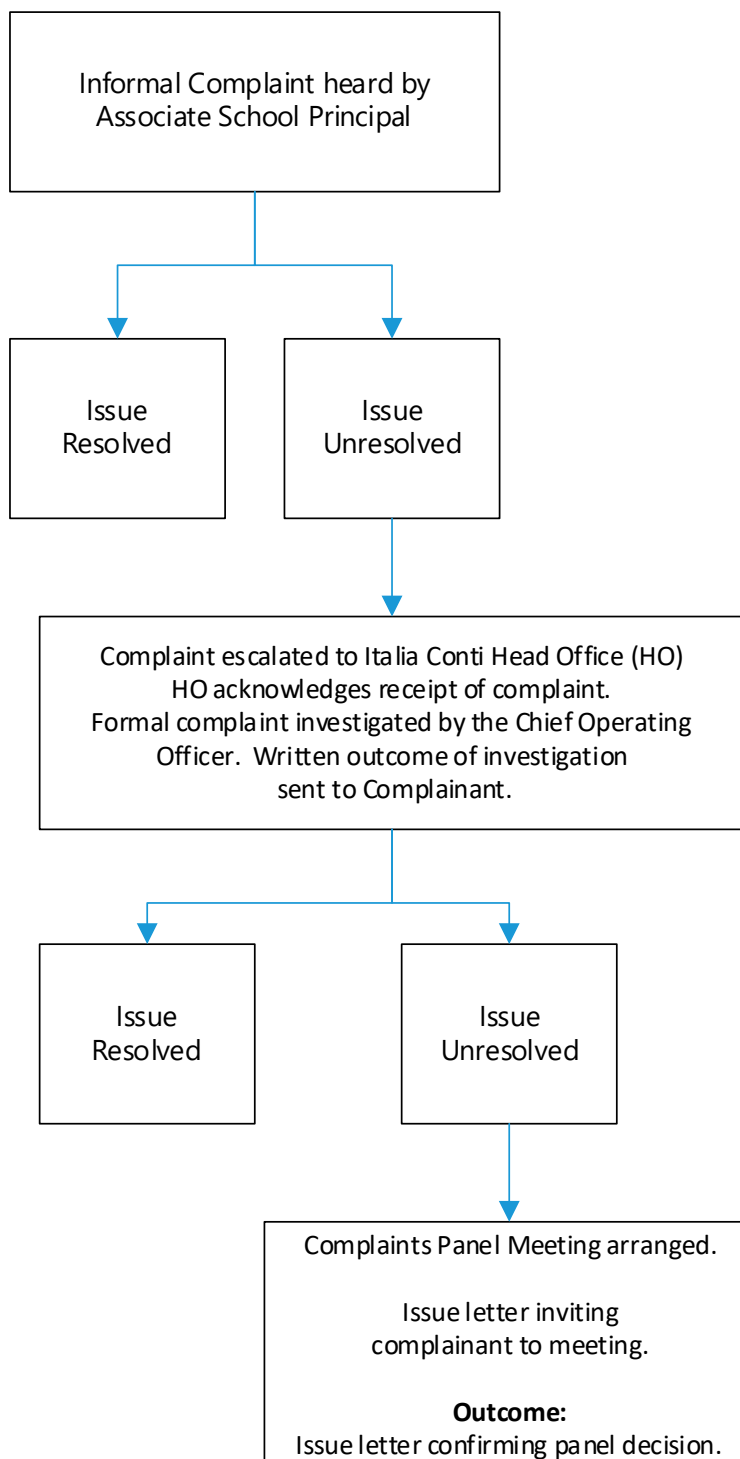 Informal Complaint heard by
Associate School Principal
Issue
Resolved
Issue
Unresolved
Complaint escalated to Italia Conti Head Office (HO)
HO acknowledges receipt of complaint.
Formal complaint investigated by the Chief Operating
Officer.  Written outcome of investigation
sent to Complainant.
Issue
Resolved
Issue
Unresolved
Complaints Panel Meeting arranged.
Issue letter inviting
complainant to meeting.
Outcome:
Issue letter confirming panel decision.